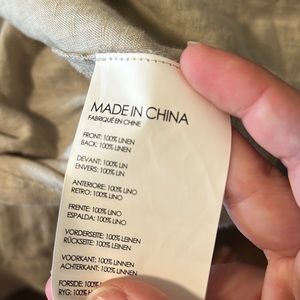 MADE IN CHINA
FABRIQUÉ EN CHINE
FRONT: 100% LINEN
BACK: 100% LINEN
DEVANT: 100% LIN
ENVERS: 100% LIN
ANTERIORE: 100% LINO
RETRO: 100% LINO
FRENTE: 100% LINO
ESPALDA: 100% LINO
VORDERSEITE: 100% LEINEN
RÜCKSEITE: 100% LEINEN
VOORKANT: 100% LINNEN
ACHTERKANT: 100% LINNEN
FORSIDE: 100%
RYG: 100%